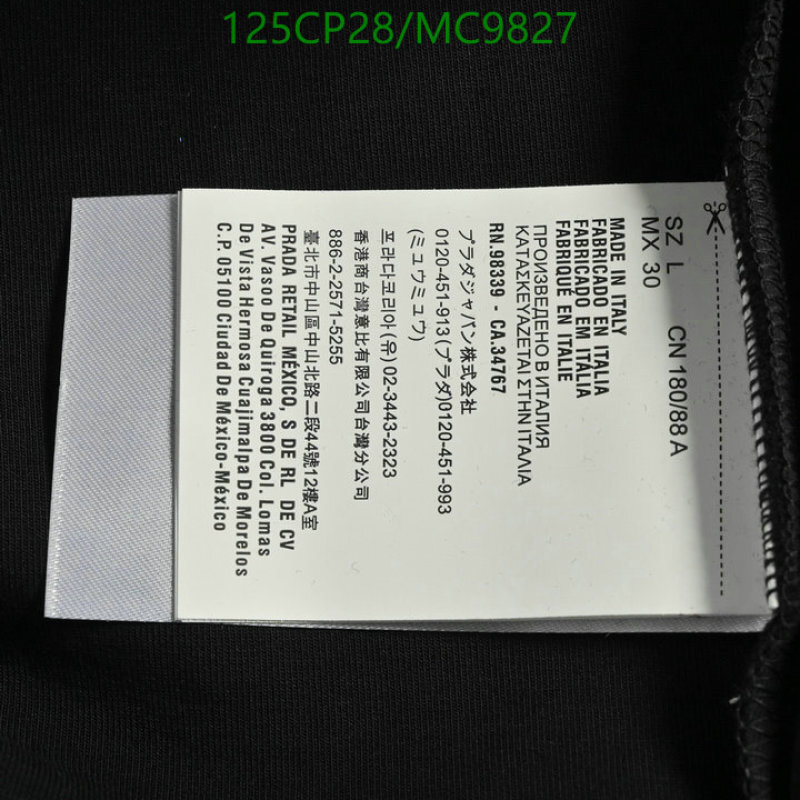 125CP28/MC9827
SZ L CN 180/88 A
MX 30
MADE IN ITALY
FABRICADO EN ITALIA
FABRICADO EM ITÁLIA
FABRIQUÉ EN ITALIE
ПРОИЗВЕДЕНО В ИТАЛИЯ
ΚΑΤΑΣΚΕΥΑΖΕΤΑΙ ΣΤΗΝ ΙΤΑΛΙΑ
RN.98339 - CA.34767
プラダジャパン株式会社
0120-451-913(プラダ)0120-451-993
(ミュウミュウ)
프라다코리아(유) 02-3443-2323
香港商台灣意比有限公司台灣分公司
886-2-2571-5255
臺北市中山區中山北路二段44號12樓A室
PRADA RETAIL MÉXICO, S DE RL DE CV
AV. Vasoo De Quiroga 3800 Col. Lomas
De Vista Hermosa Cuajimalpa De Morelos
C.P. 05100 Ciudad De México-México